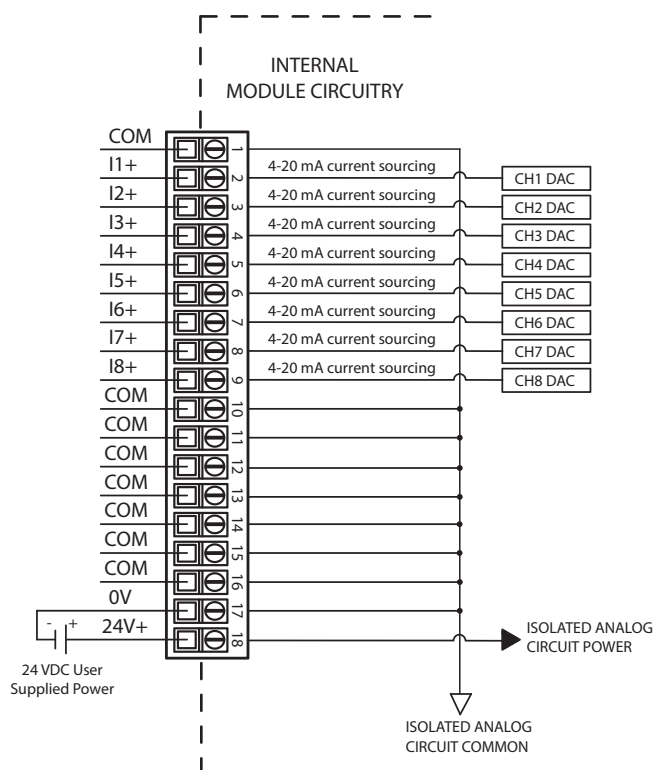 INTERNAL
MODULE CIRCUITRY
COM
1
I1+
2
4-20 mA current sourcing
CH1 DAC
I2+
3
4-20 mA current sourcing
CH2 DAC
I3+
4
4-20 mA current sourcing
CH3 DAC
I4+
5
4-20 mA current sourcing
CH4 DAC
I5+
6
4-20 mA current sourcing
CH5 DAC
I6+
7
4-20 mA current sourcing
CH6 DAC
I7+
8
4-20 mA current sourcing
CH7 DAC
I8+
9
4-20 mA current sourcing
CH8 DAC
COM
10
COM
11
COM
12
COM
13
COM
14
COM
15
COM
16
0V
17
- +
24V+
18
24 VDC User
Supplied Power
ISOLATED ANALOG
CIRCUIT POWER
ISOLATED ANALOG
CIRCUIT COMMON